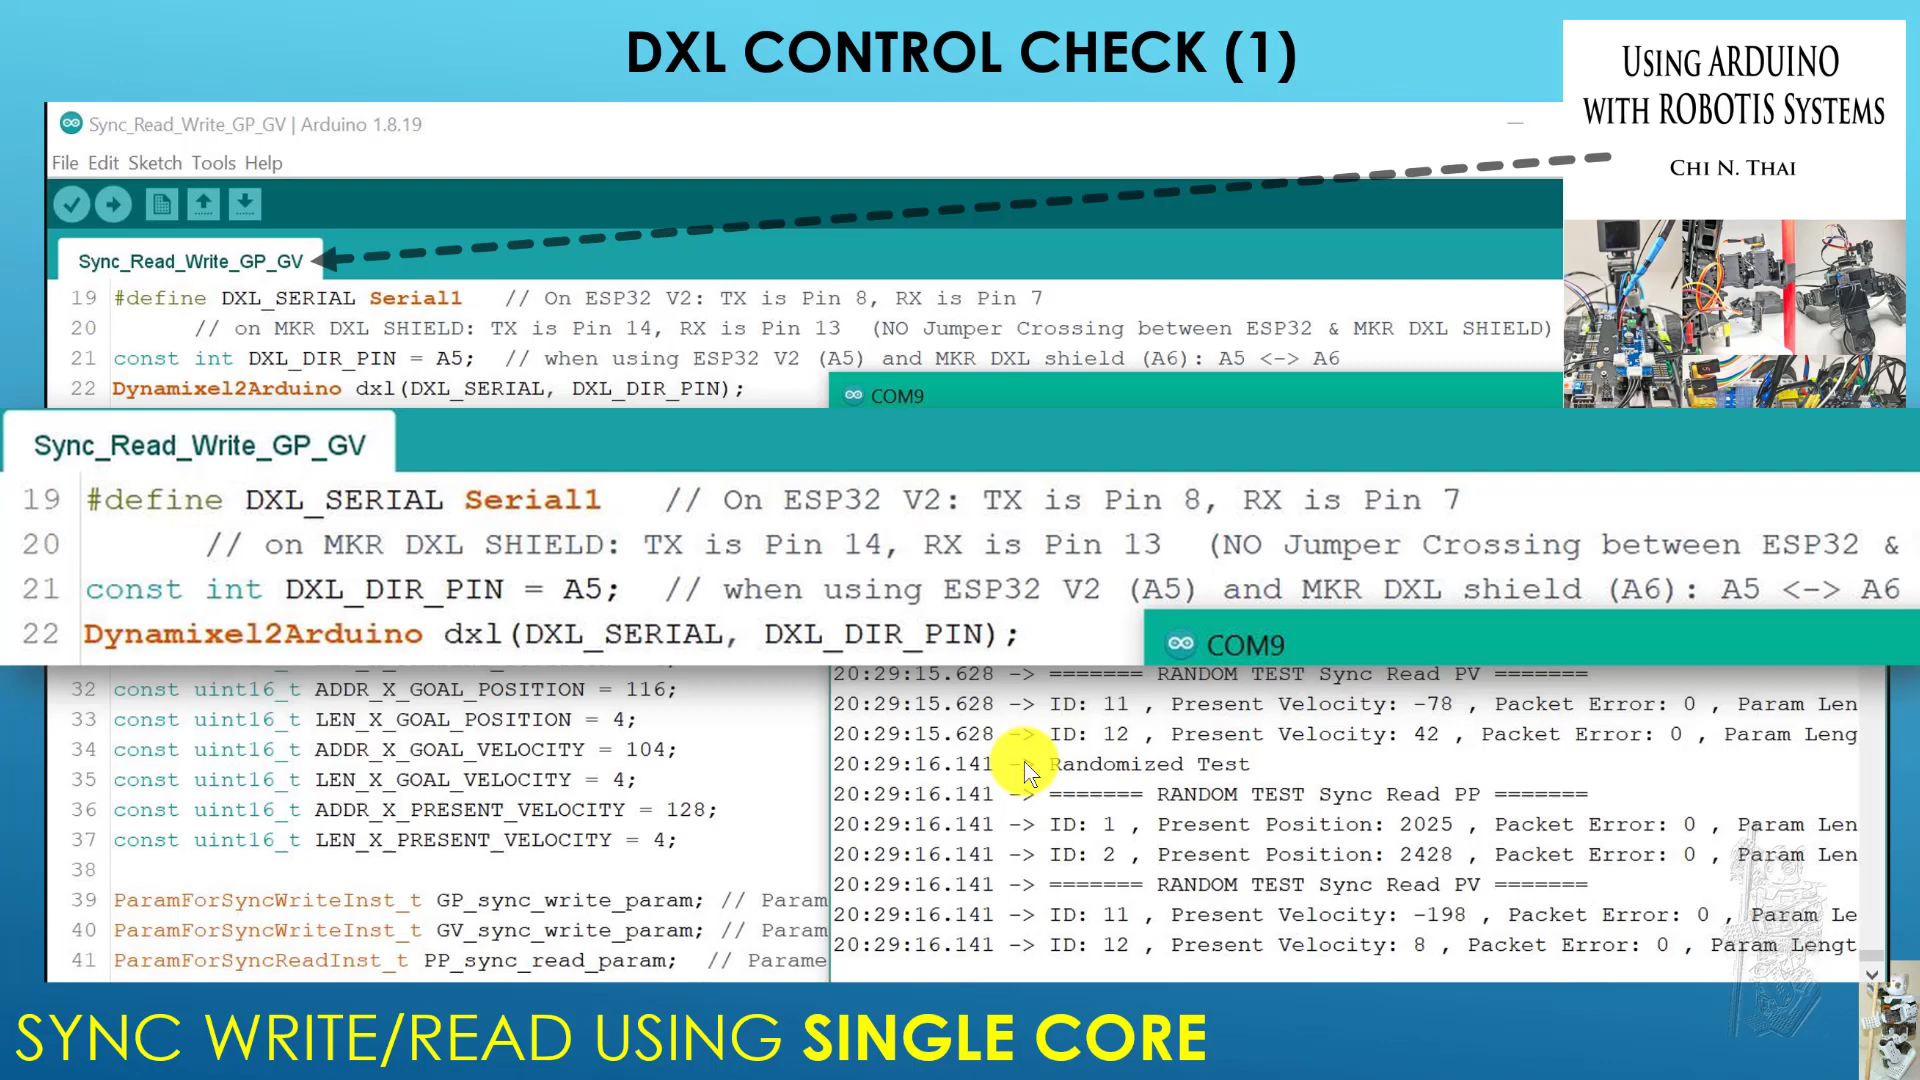 DXL CONTROL CHECK (1)
USING ARDUINO
WITH ROBOTIS SYSTEMS
CHI N. THAI
Sync_Read_Write_GP_GV | Arduino 1.8.19
File Edit Sketch Tools Help
Sync_Read_Write_GP_GV
19 #define DXL_SERIAL Serial1 // On ESP32 V2: TX is Pin 8, RX is Pin 7
20 // on MKR DXL SHIELD: TX is Pin 14, RX is Pin 13 (NO Jumper Crossing between ESP32 & MKR DXL SHIELD)
21 const int DXL_DIR_PIN = A5; // when using ESP32 V2 (A5) and MKR DXL shield (A6): A5 <-> A6
22 Dynamixel2Arduino dxl(DXL_SERIAL, DXL_DIR_PIN);
COM9
Sync_Read_Write_GP_GV
19 #define DXL_SERIAL Serial1 // On ESP32 V2: TX is Pin 8, RX is Pin 7
20 // on MKR DXL SHIELD: TX is Pin 14, RX is Pin 13 (NO Jumper Crossing between ESP32 &
21 const int DXL_DIR_PIN = A5; // when using ESP32 V2 (A5) and MKR DXL shield (A6): A5 <-> A6
22 Dynamixel2Arduino dxl(DXL_SERIAL, DXL_DIR_PIN);
COM9
32 const uint16_t ADDR_X_GOAL_POSITION = 116;
33 const uint16_t LEN_X_GOAL_POSITION = 4;
34 const uint16_t ADDR_X_GOAL_VELOCITY = 104;
35 const uint16_t LEN_X_GOAL_VELOCITY = 4;
36 const uint16_t ADDR_X_PRESENT_VELOCITY = 128;
37 const uint16_t LEN_X_PRESENT_VELOCITY = 4;
38
39 ParamForSyncWriteInst_t GP_sync_write_param; // Param
40 ParamForSyncWriteInst_t GV_sync_write_param; // Param
41 ParamForSyncReadInst_t PP_sync_read_param; // Parame
20:29:15.628 -> ======= RANDOM TEST Sync Read PV =======
20:29:15.628 -> ID: 11 , Present Velocity: -78 , Packet Error: 0 , Param Len
20:29:15.628 -> ID: 12 , Present Velocity: 42 , Packet Error: 0 , Param Leng
20:29:16.141 -> Randomized Test
20:29:16.141 -> ======= RANDOM TEST Sync Read PP =======
20:29:16.141 -> ID: 1 , Present Position: 2025 , Packet Error: 0 , Param Len
20:29:16.141 -> ID: 2 , Present Position: 2428 , Packet Error: 0 , Param Len
20:29:16.141 -> ======= RANDOM TEST Sync Read PV =======
20:29:16.141 -> ID: 11 , Present Velocity: -198 , Packet Error: 0 , Param Le
20:29:16.141 -> ID: 12 , Present Velocity: 8 , Packet Error: 0 , Param Lengt
SYNC WRITE/READ USING SINGLE CORE